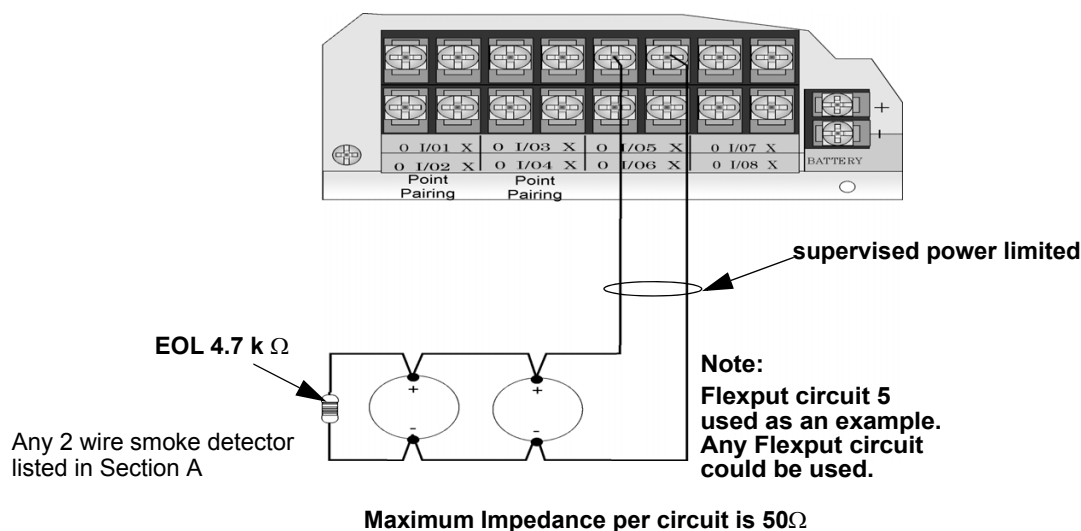 0 I/01 X 0 I/03 X 0 I/05 X 0 I/07 X
0 I/02 X 0 I/04 X 0 I/06 X 0 I/08 X
Point Pairing
Point Pairing
+
-
BATTERY
supervised power limited
EOL 4.7 k Ω
+
+
-
-
Any 2 wire smoke detector
listed in Section A
Note:
Flexput circuit 5
used as an example.
Any Flexput circuit
could be used.
Maximum Impedance per circuit is 50Ω